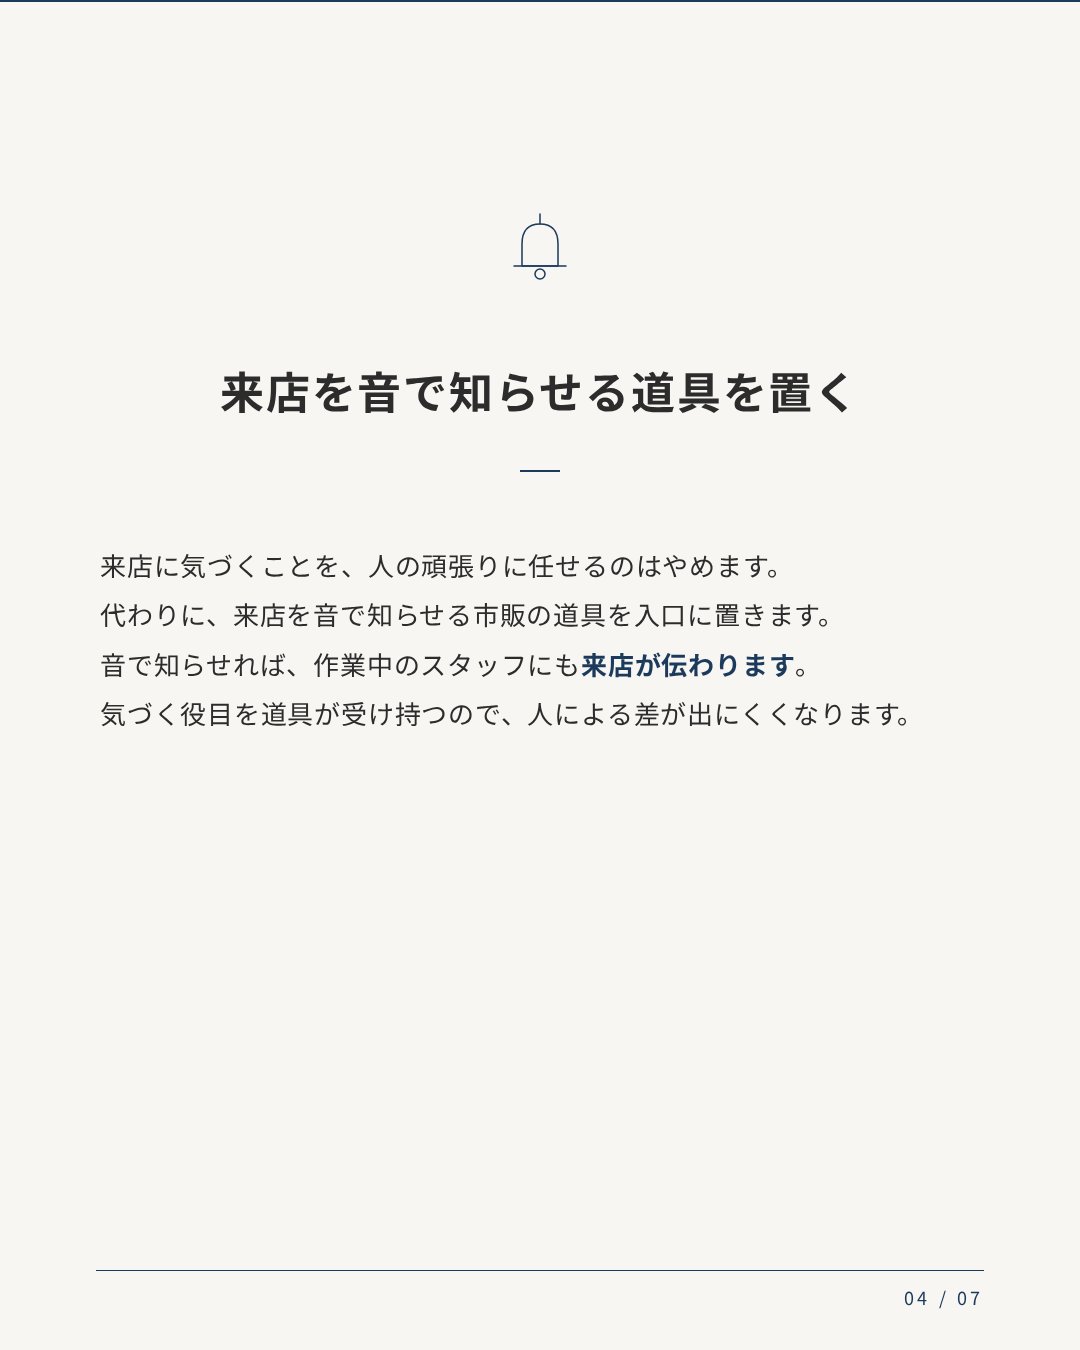 来店を音で知らせる道具を置く
来店に気づくことを、人の頑張りに任せるのはやめます。
代わりに、来店を音で知らせる市販の道具を入口に置きます。
音で知らせれば、作業中のスタッフにも来店が伝わります。
気づく役目を道具が受け持つので、人による差が出にくくなります。
04 / 07